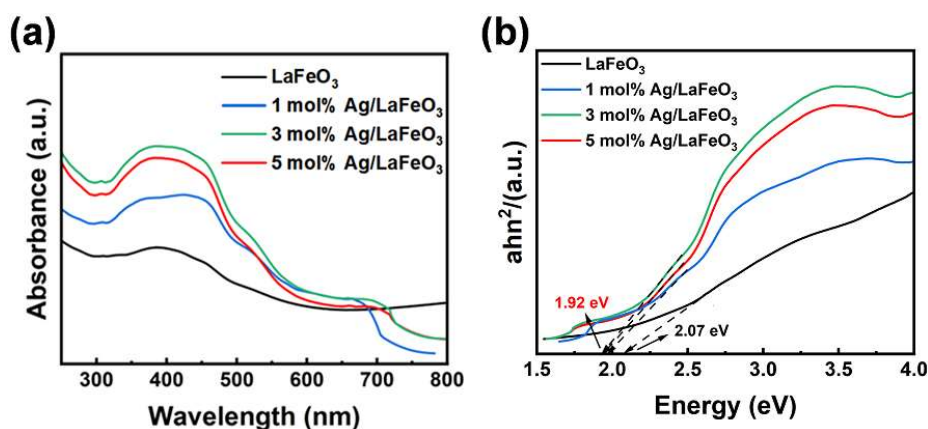 (a)
Absorbance (a.u.)
LaFeO₃
1 mol% Ag/LaFeO₃
3 mol% Ag/LaFeO₃
5 mol% Ag/LaFeO₃
300 400 500 600 700 800
Wavelength (nm)
(b)
ahn²/(a.u.)
LaFeO₃
1 mol% Ag/LaFeO₃
3 mol% Ag/LaFeO₃
5 mol% Ag/LaFeO₃
1.92 eV
2.07 eV
1.5 2.0 2.5 3.0 3.5 4.0
Energy (eV)